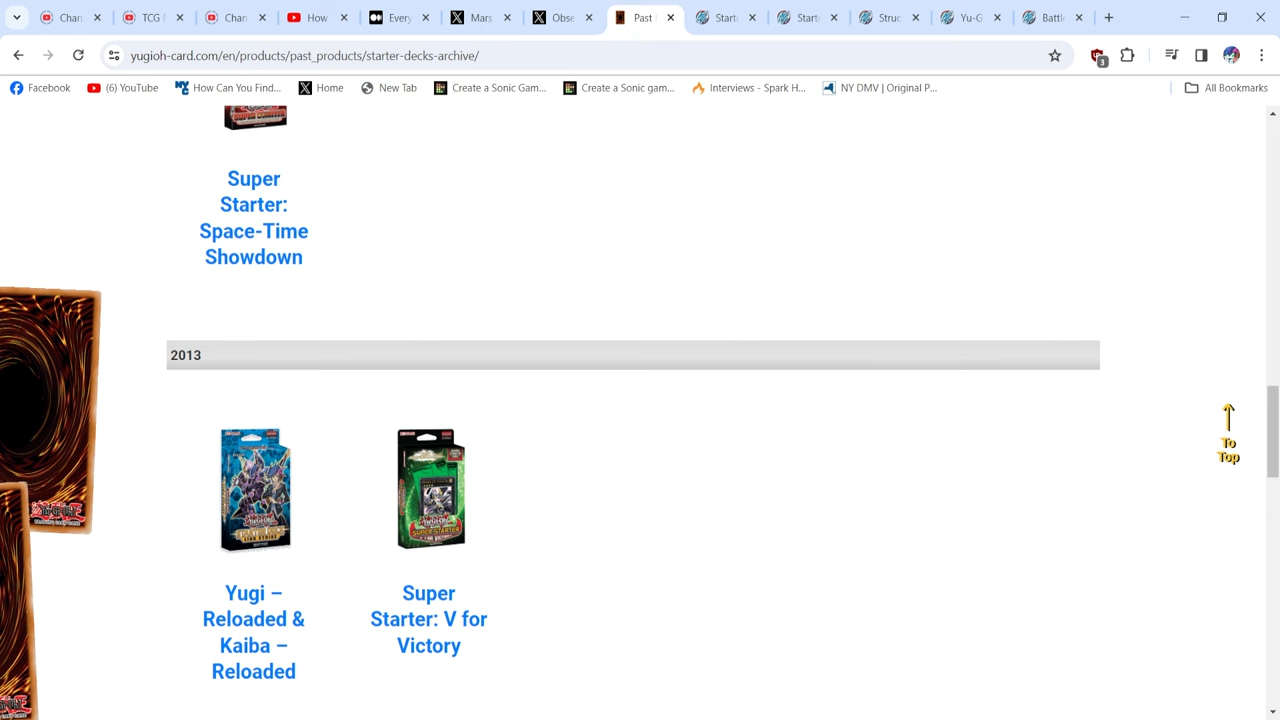 Chan
TCG
Chan
How
Every
Mars
Obse
Past
Start
Start
Struc
Yu-G
Battl
yugioh-card.com/en/products/past_products/starter-decks-archive/
3
Facebook
(6) YouTube
How Can You Find...
Home
New Tab
Create a Sonic Gam...
Create a Sonic gam...
Interviews - Spark H...
NY DMV | Original P...
All Bookmarks
Super
Starter:
Space-Time
Showdown
2013
To
Top
Yugi –
Reloaded &
Kaiba –
Reloaded
Super
Starter: V for
Victory